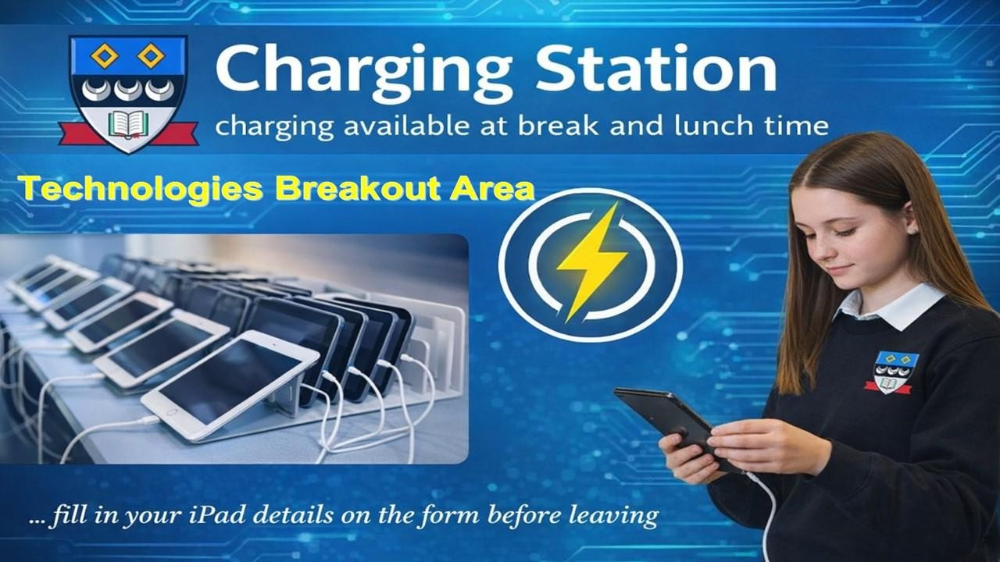 Charging Station
charging available at break and lunch time
Technologies Breakout Area
... fill in your iPad details on the form before leaving